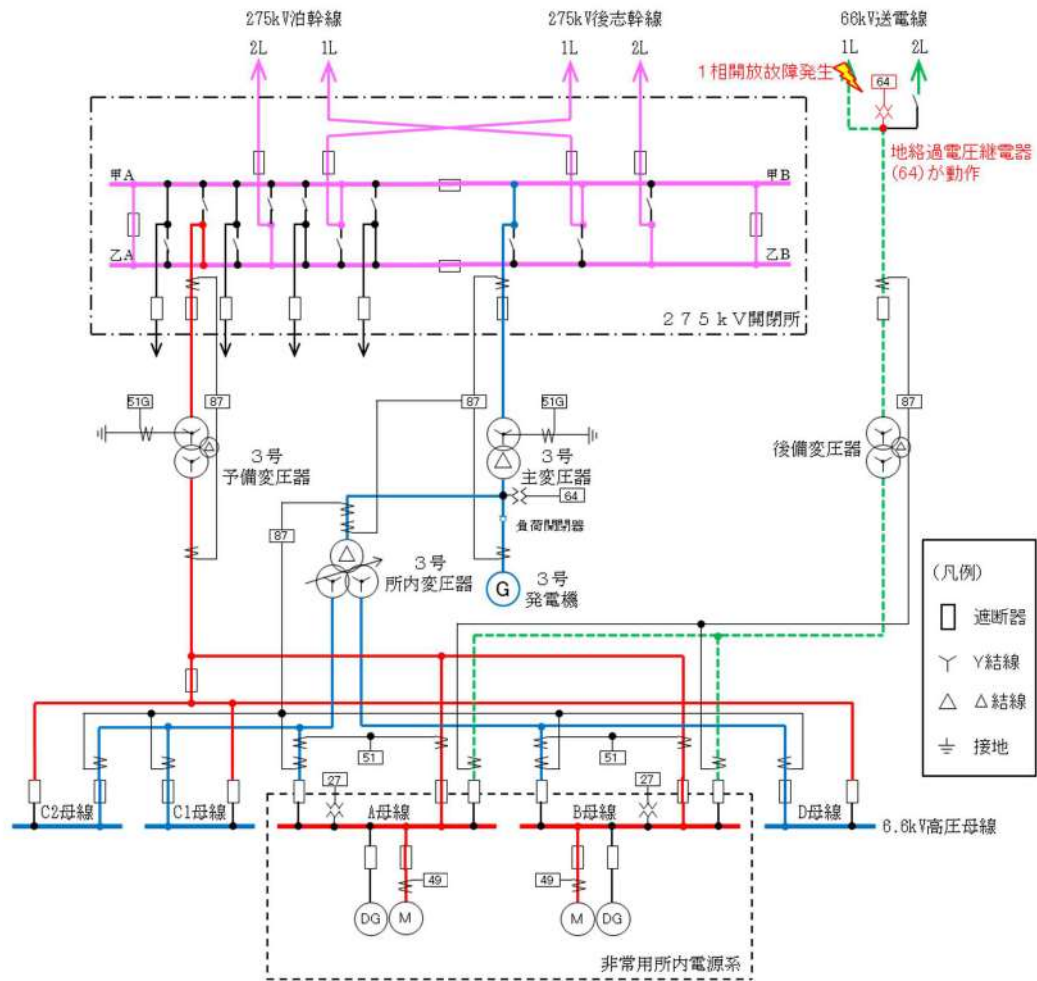 275kV泊幹線
275kV後志幹線
66kV送電線
2L
1L
1L
2L
1L
2L
1相開放故障発生
64
地絡過電圧継電器
(64)が動作
甲A
甲B
乙A
乙B
275kV開閉所
51G
87
87
51G
87
3号
予備変圧器
3号
主変圧器
後備変圧器
64
負荷開閉器
87
3号
所内変圧器
G
3号
発電機
(凡例)
遮断器
Y結線
Δ結線
接地
51
51
27
27
C2母線
C1母線
A母線
B母線
D母線
6.6kV高圧母線
49
49
DG
M
M
DG
非常用所内電源系